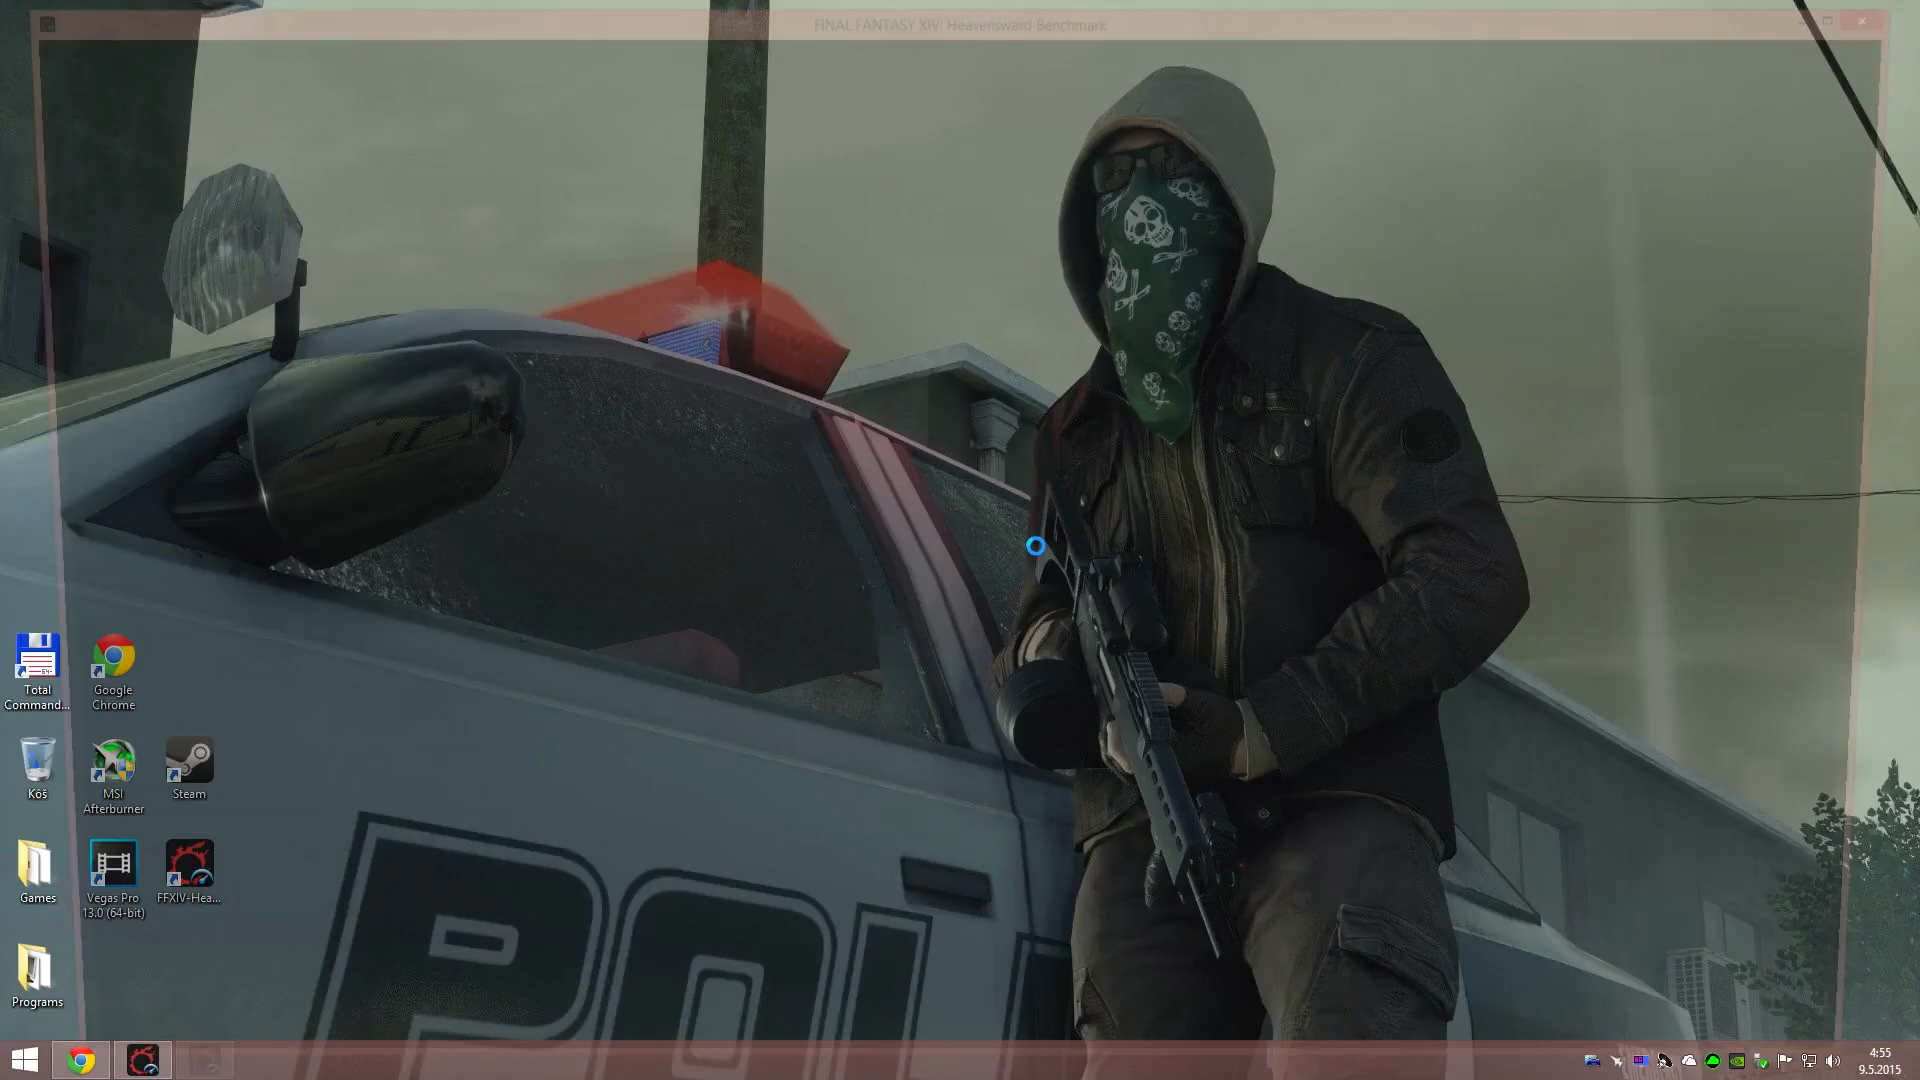 FINAL FANTASY XIV: Heavensward Benchmark
Total
Command...
Google
Chrome
Kôš
MSI
Afterburner
Steam
Games
Vegas Pro
13.0 (64-bit)
FFXIV-Hea...
Programs
POLI
4:55
9.5.2015